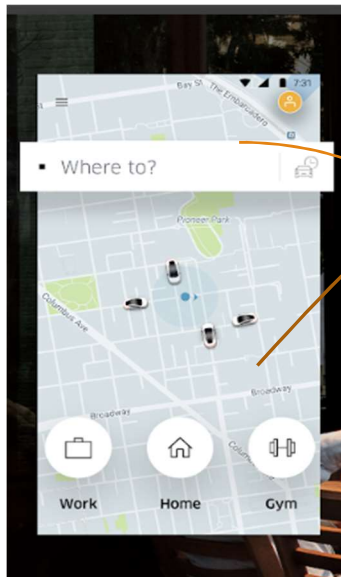 7:31
Bay St
The Embarcadero
Where to?
Pioneer Park
Columbus Ave
Broadway
Broadway
Work
Home
Gym